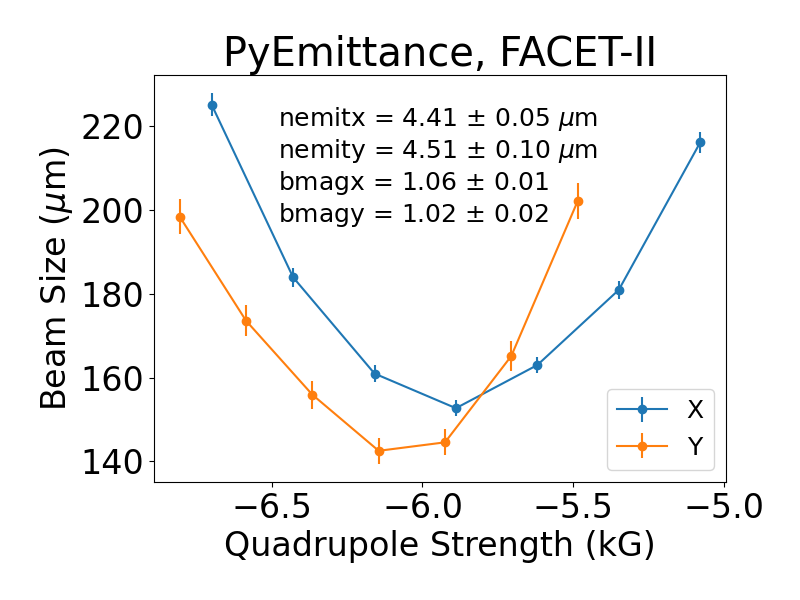 PyEmittance, FACET-II
nemitx = 4.41 ± 0.05 μm
nemity = 4.51 ± 0.10 μm
bmagx = 1.06 ± 0.01
bmagy = 1.02 ± 0.02
Beam Size (μm)
220
200
180
160
140
X
Y
−6.5 −6.0 −5.5 −5.0
Quadrupole Strength (kG)